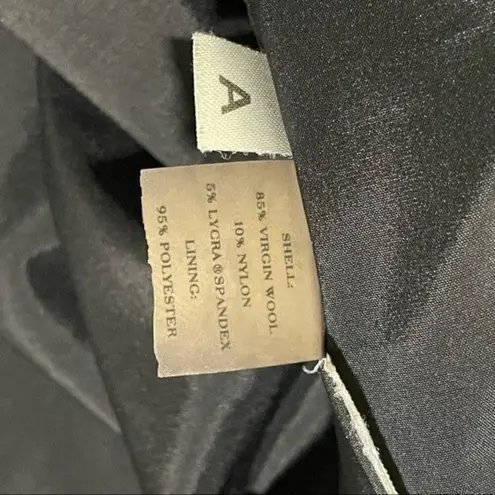 A
SHELL:
85% VIRGIN WOOL
10% NYLON
5% LYCRA®SPANDEX
LINING:
95% POLYESTER